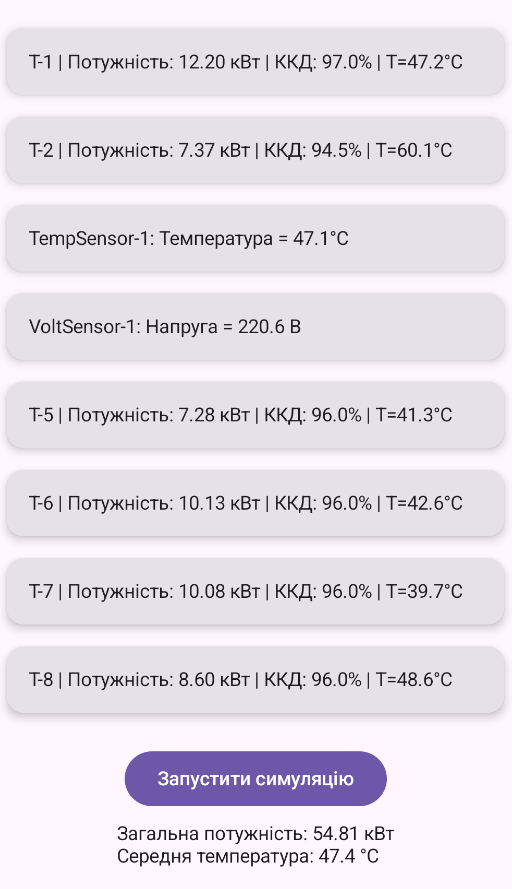 T-1 | Потужність: 12.20 кВт | ККД: 97.0% | T=47.2°C
T-2 | Потужність: 7.37 кВт | ККД: 94.5% | T=60.1°C
TempSensor-1: Температура = 47.1°C
VoltSensor-1: Напруга = 220.6 В
T-5 | Потужність: 7.28 кВт | ККД: 96.0% | T=41.3°C
T-6 | Потужність: 10.13 кВт | ККД: 96.0% | T=42.6°C
T-7 | Потужність: 10.08 кВт | ККД: 96.0% | T=39.7°C
T-8 | Потужність: 8.60 кВт | ККД: 96.0% | T=48.6°C
Запустити симуляцію
Загальна потужність: 54.81 кВт
Середня температура: 47.4 °C